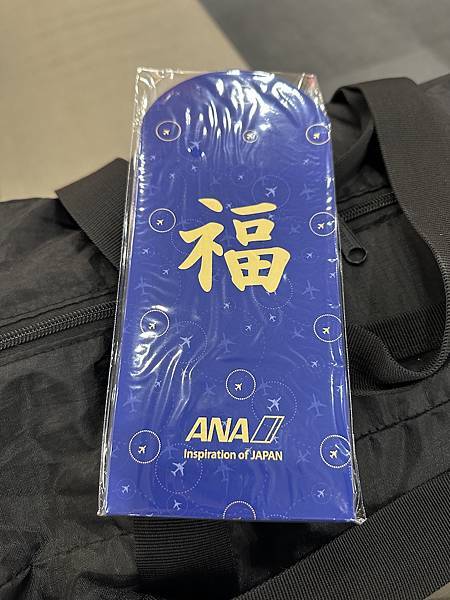 福
ANA
Inspiration of JAPAN